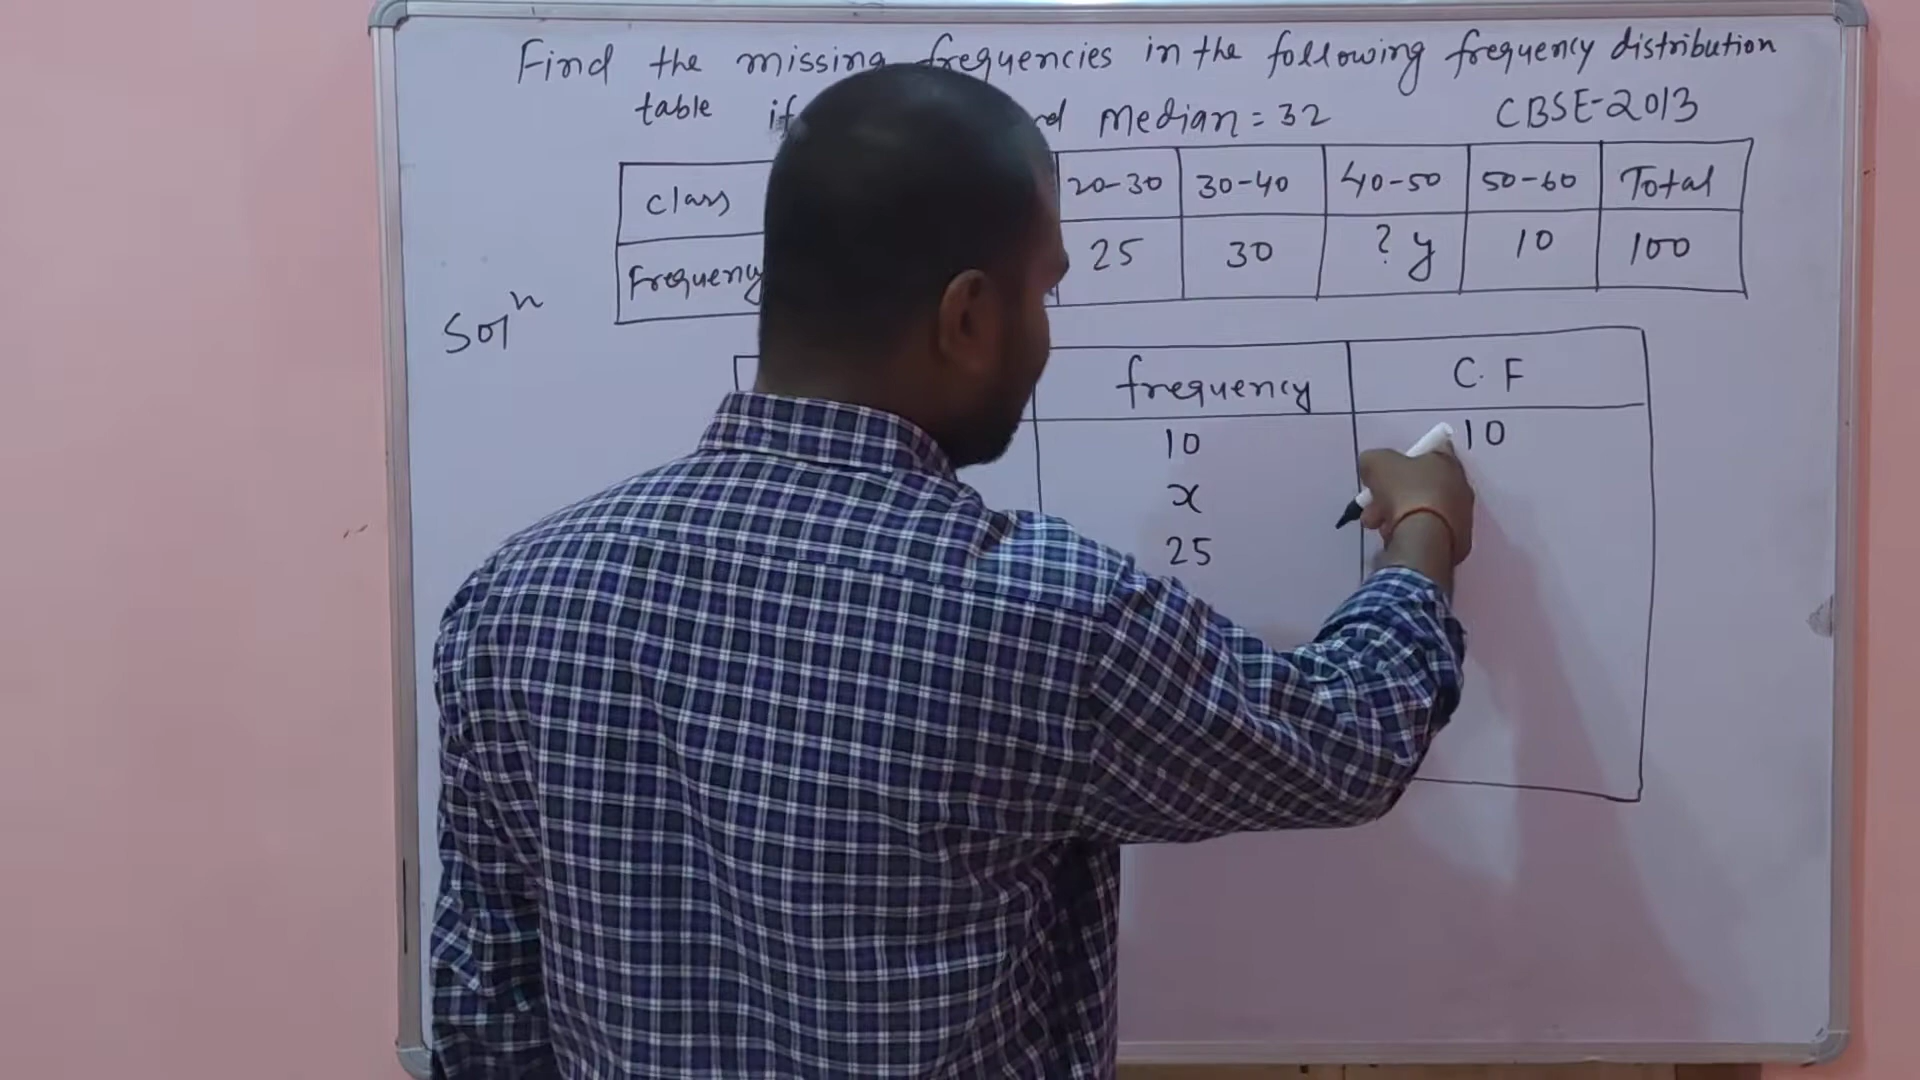 Find the missing frequencies in the following frequency distribution
table if Median = 32 CBSE-2013
Class 20-30 30-40 40-50 50-60 Total
Frequency 25 30 ? y 10 100
Solⁿ
frequency C.F
10 10
x
25